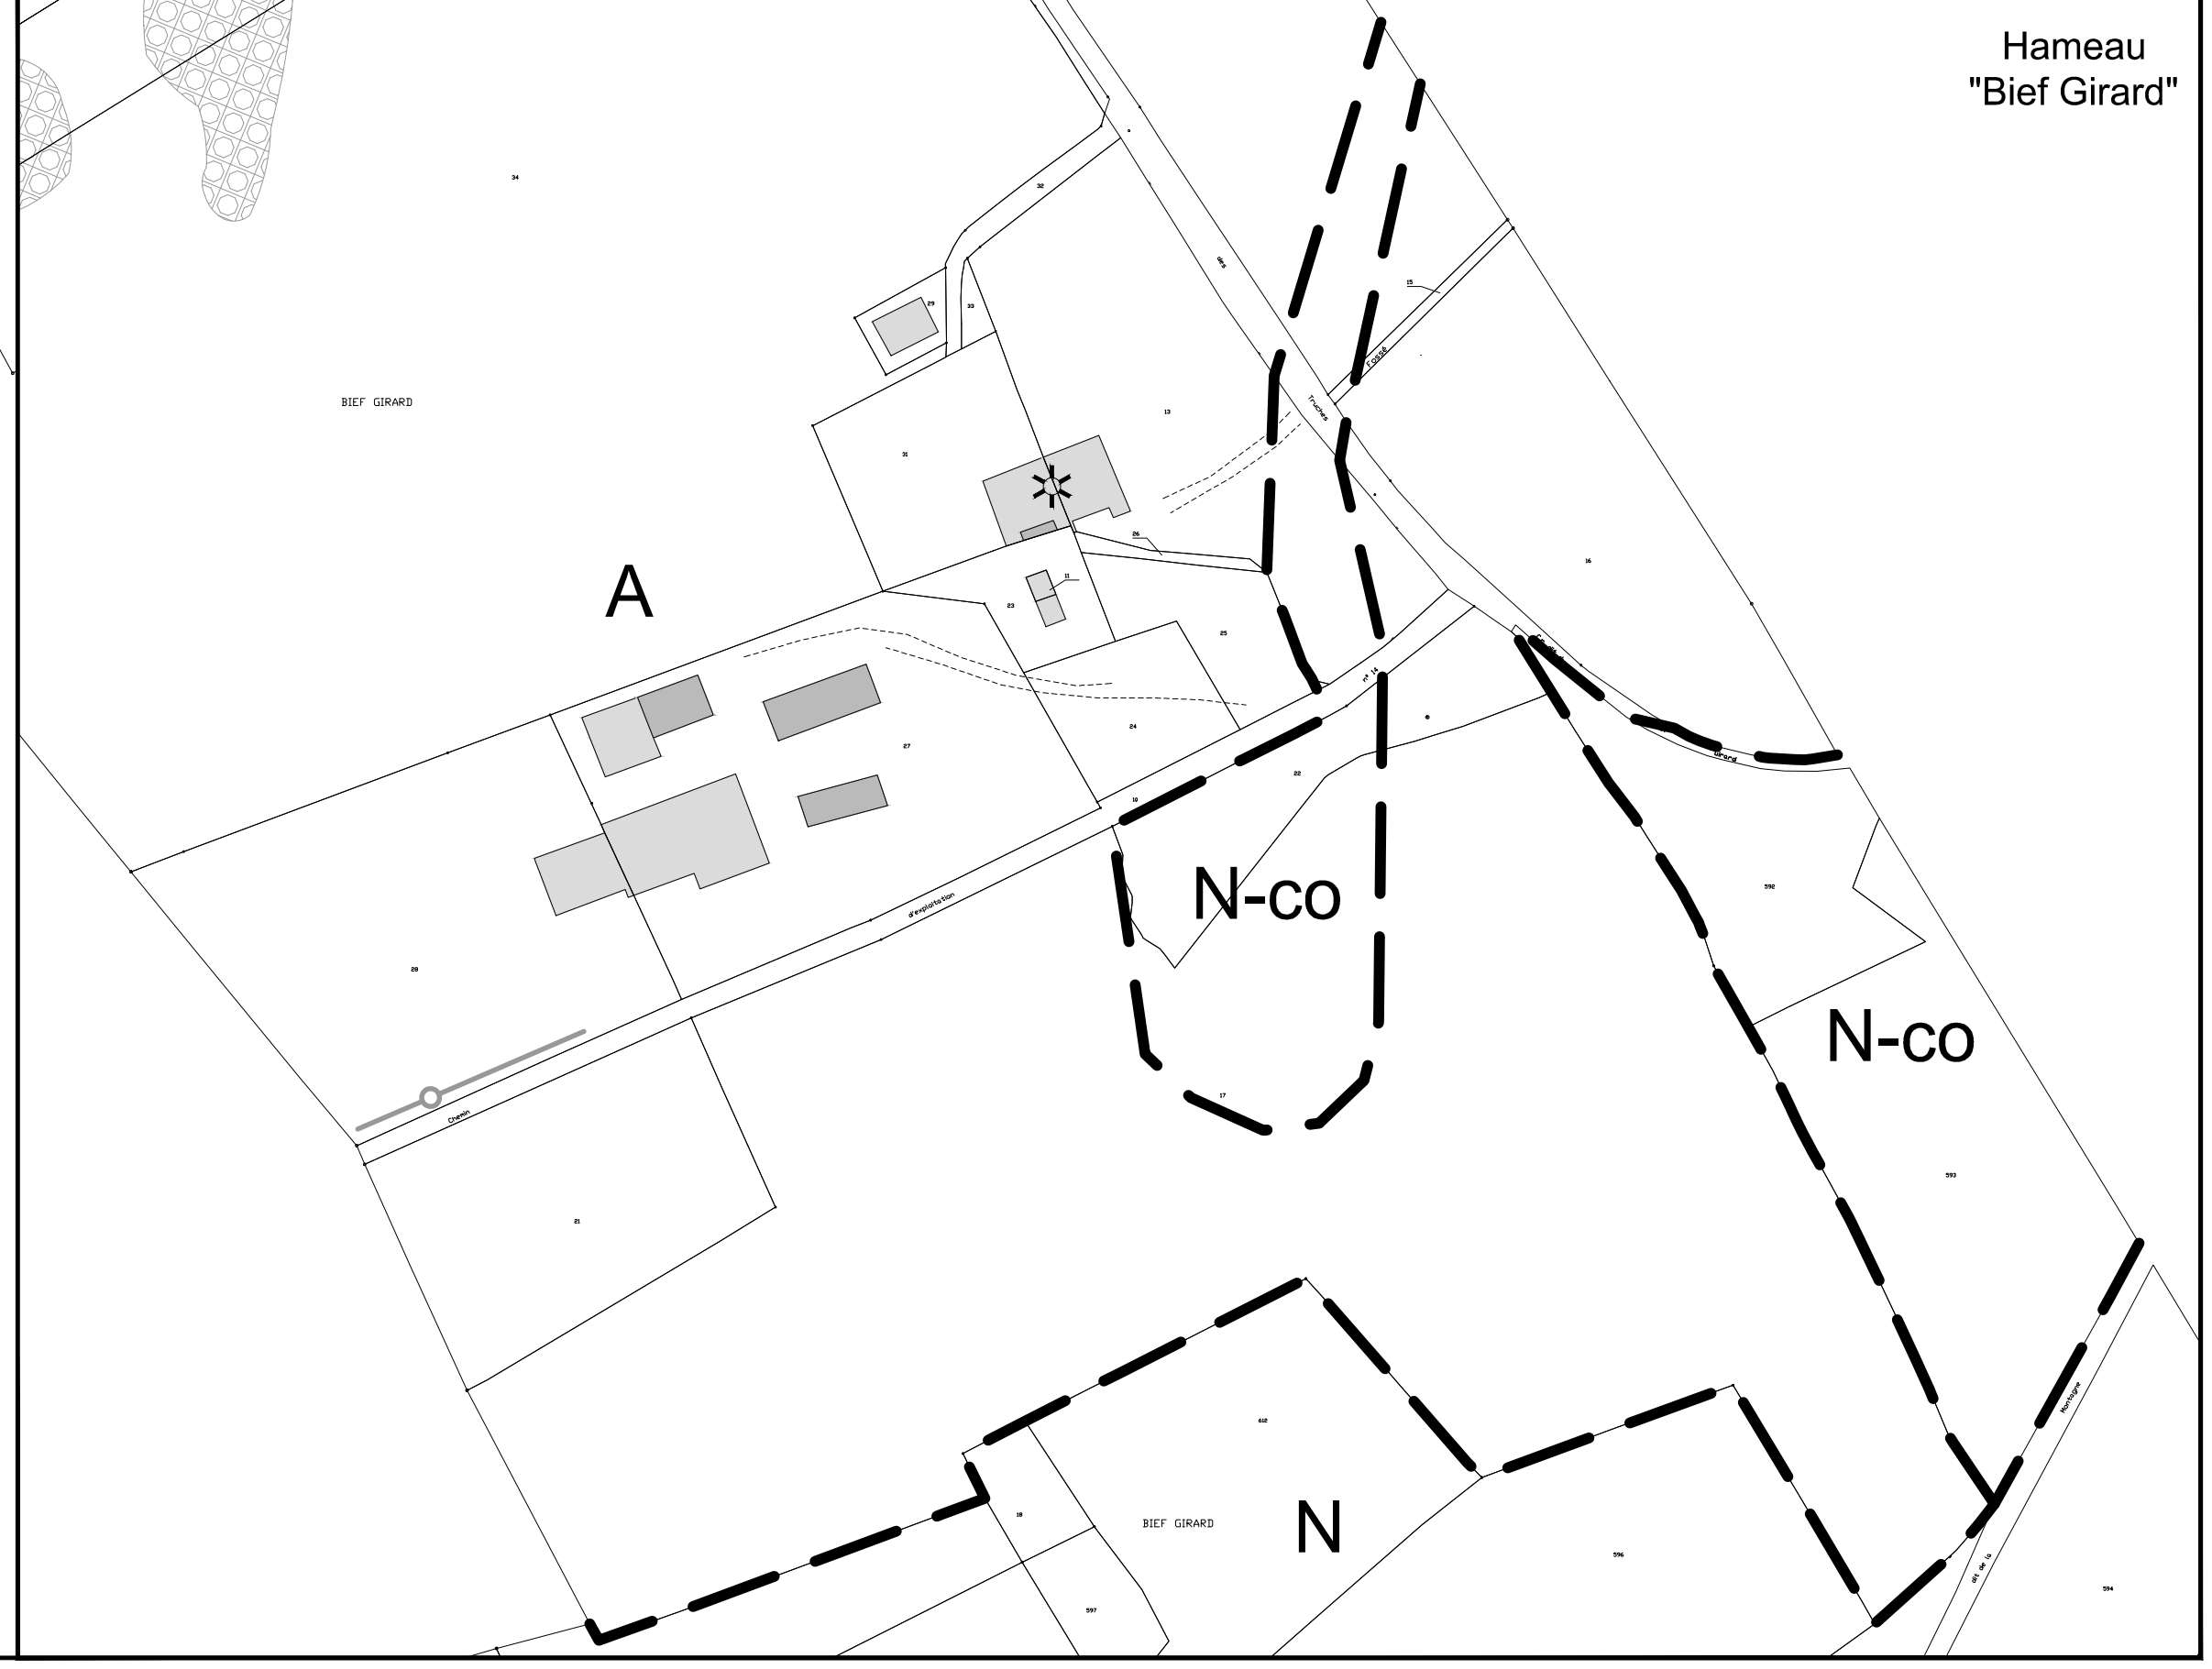 Hameau
"Bief Girard"
34
32
des
15
29
33
Fossé
BIEF GIRARD
13
Truches
31
26
16
A
11
23
25
n° 14
24
27
22
10
N-co
592
d'exploitation
28
Girard
N-co
Chemin
17
593
21
Montagne
612
18
BIEF GIRARD
N
596
dit de la
594
597